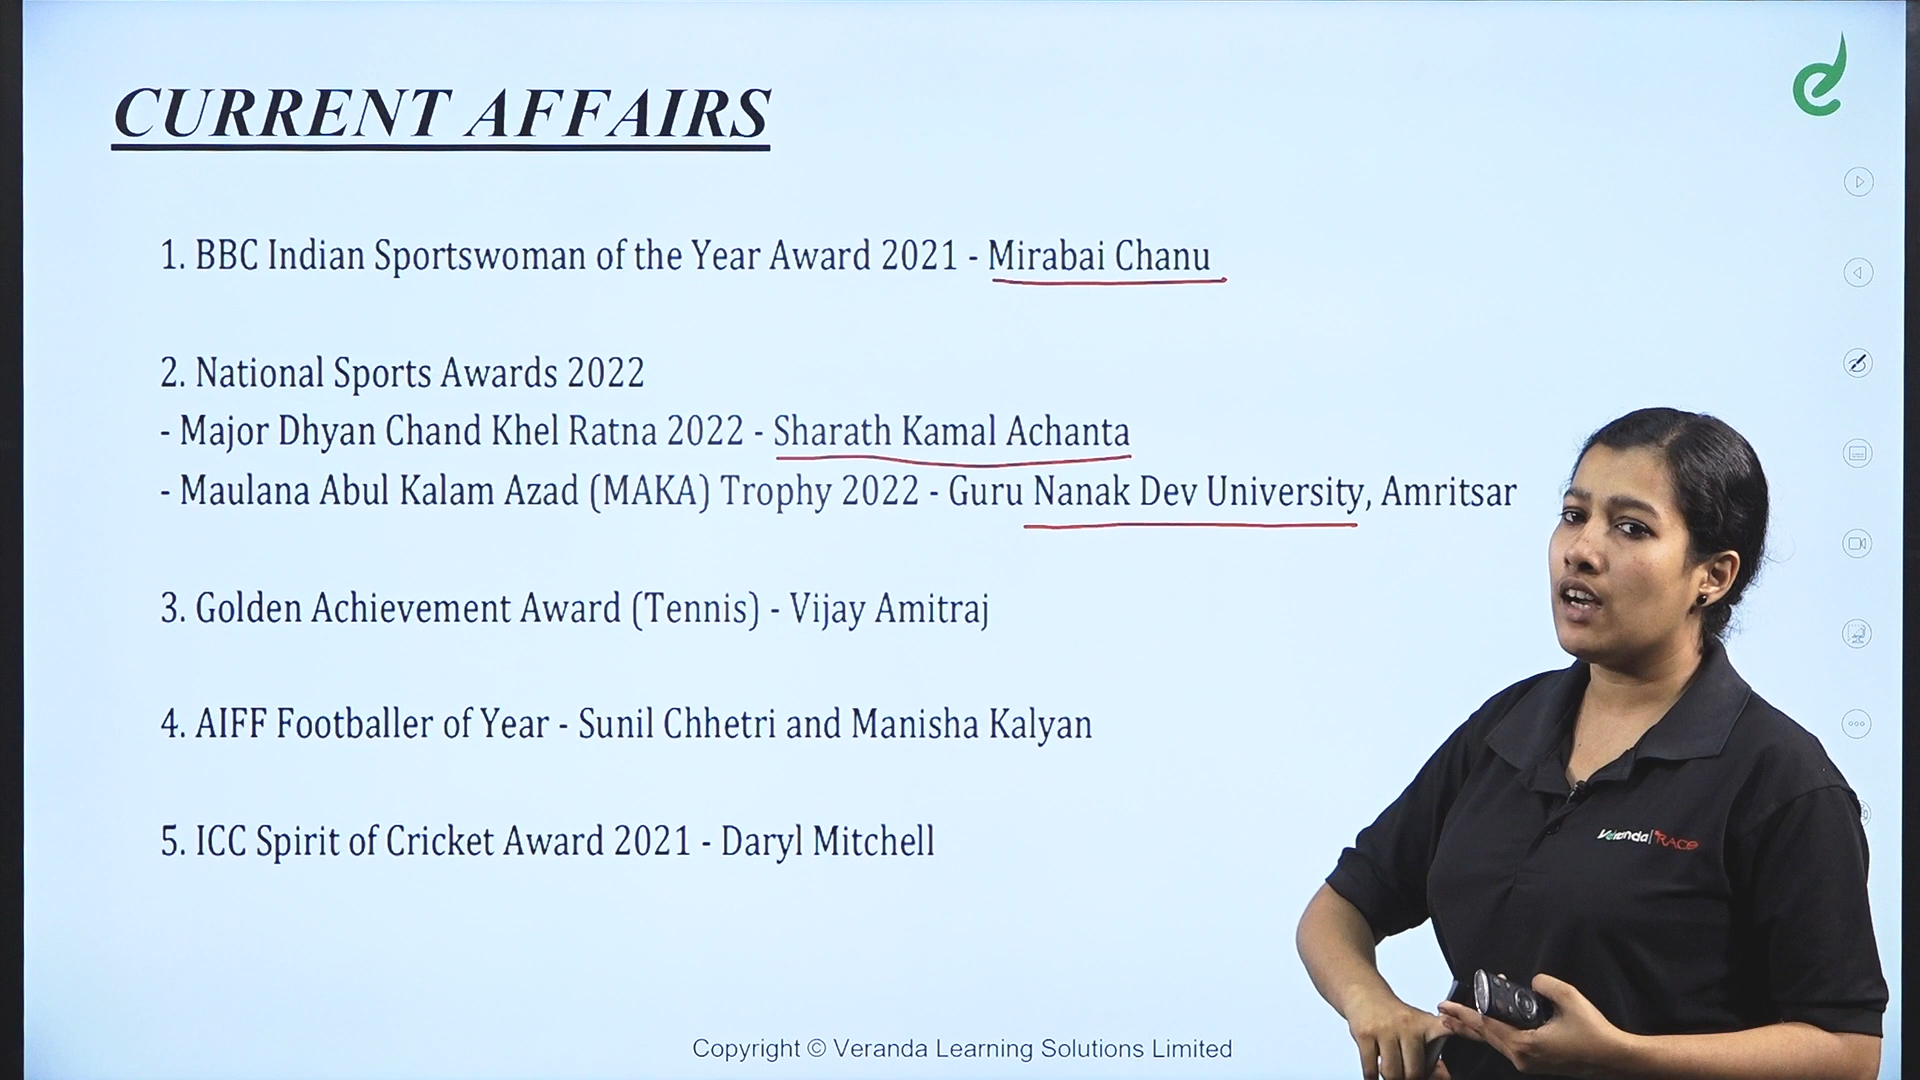 CURRENT AFFAIRS
1. BBC Indian Sportswoman of the Year Award 2021 - Mirabai Chanu
2. National Sports Awards 2022
- Major Dhyan Chand Khel Ratna 2022 - Sharath Kamal Achanta
- Maulana Abul Kalam Azad (MAKA) Trophy 2022 - Guru Nanak Dev University, Amritsar
3. Golden Achievement Award (Tennis) - Vijay Amitraj
4. AIFF Footballer of Year - Sunil Chhetri and Manisha Kalyan
5. ICC Spirit of Cricket Award 2021 - Daryl Mitchell
Veranda RACE
Copyright © Veranda Learning Solutions Limited